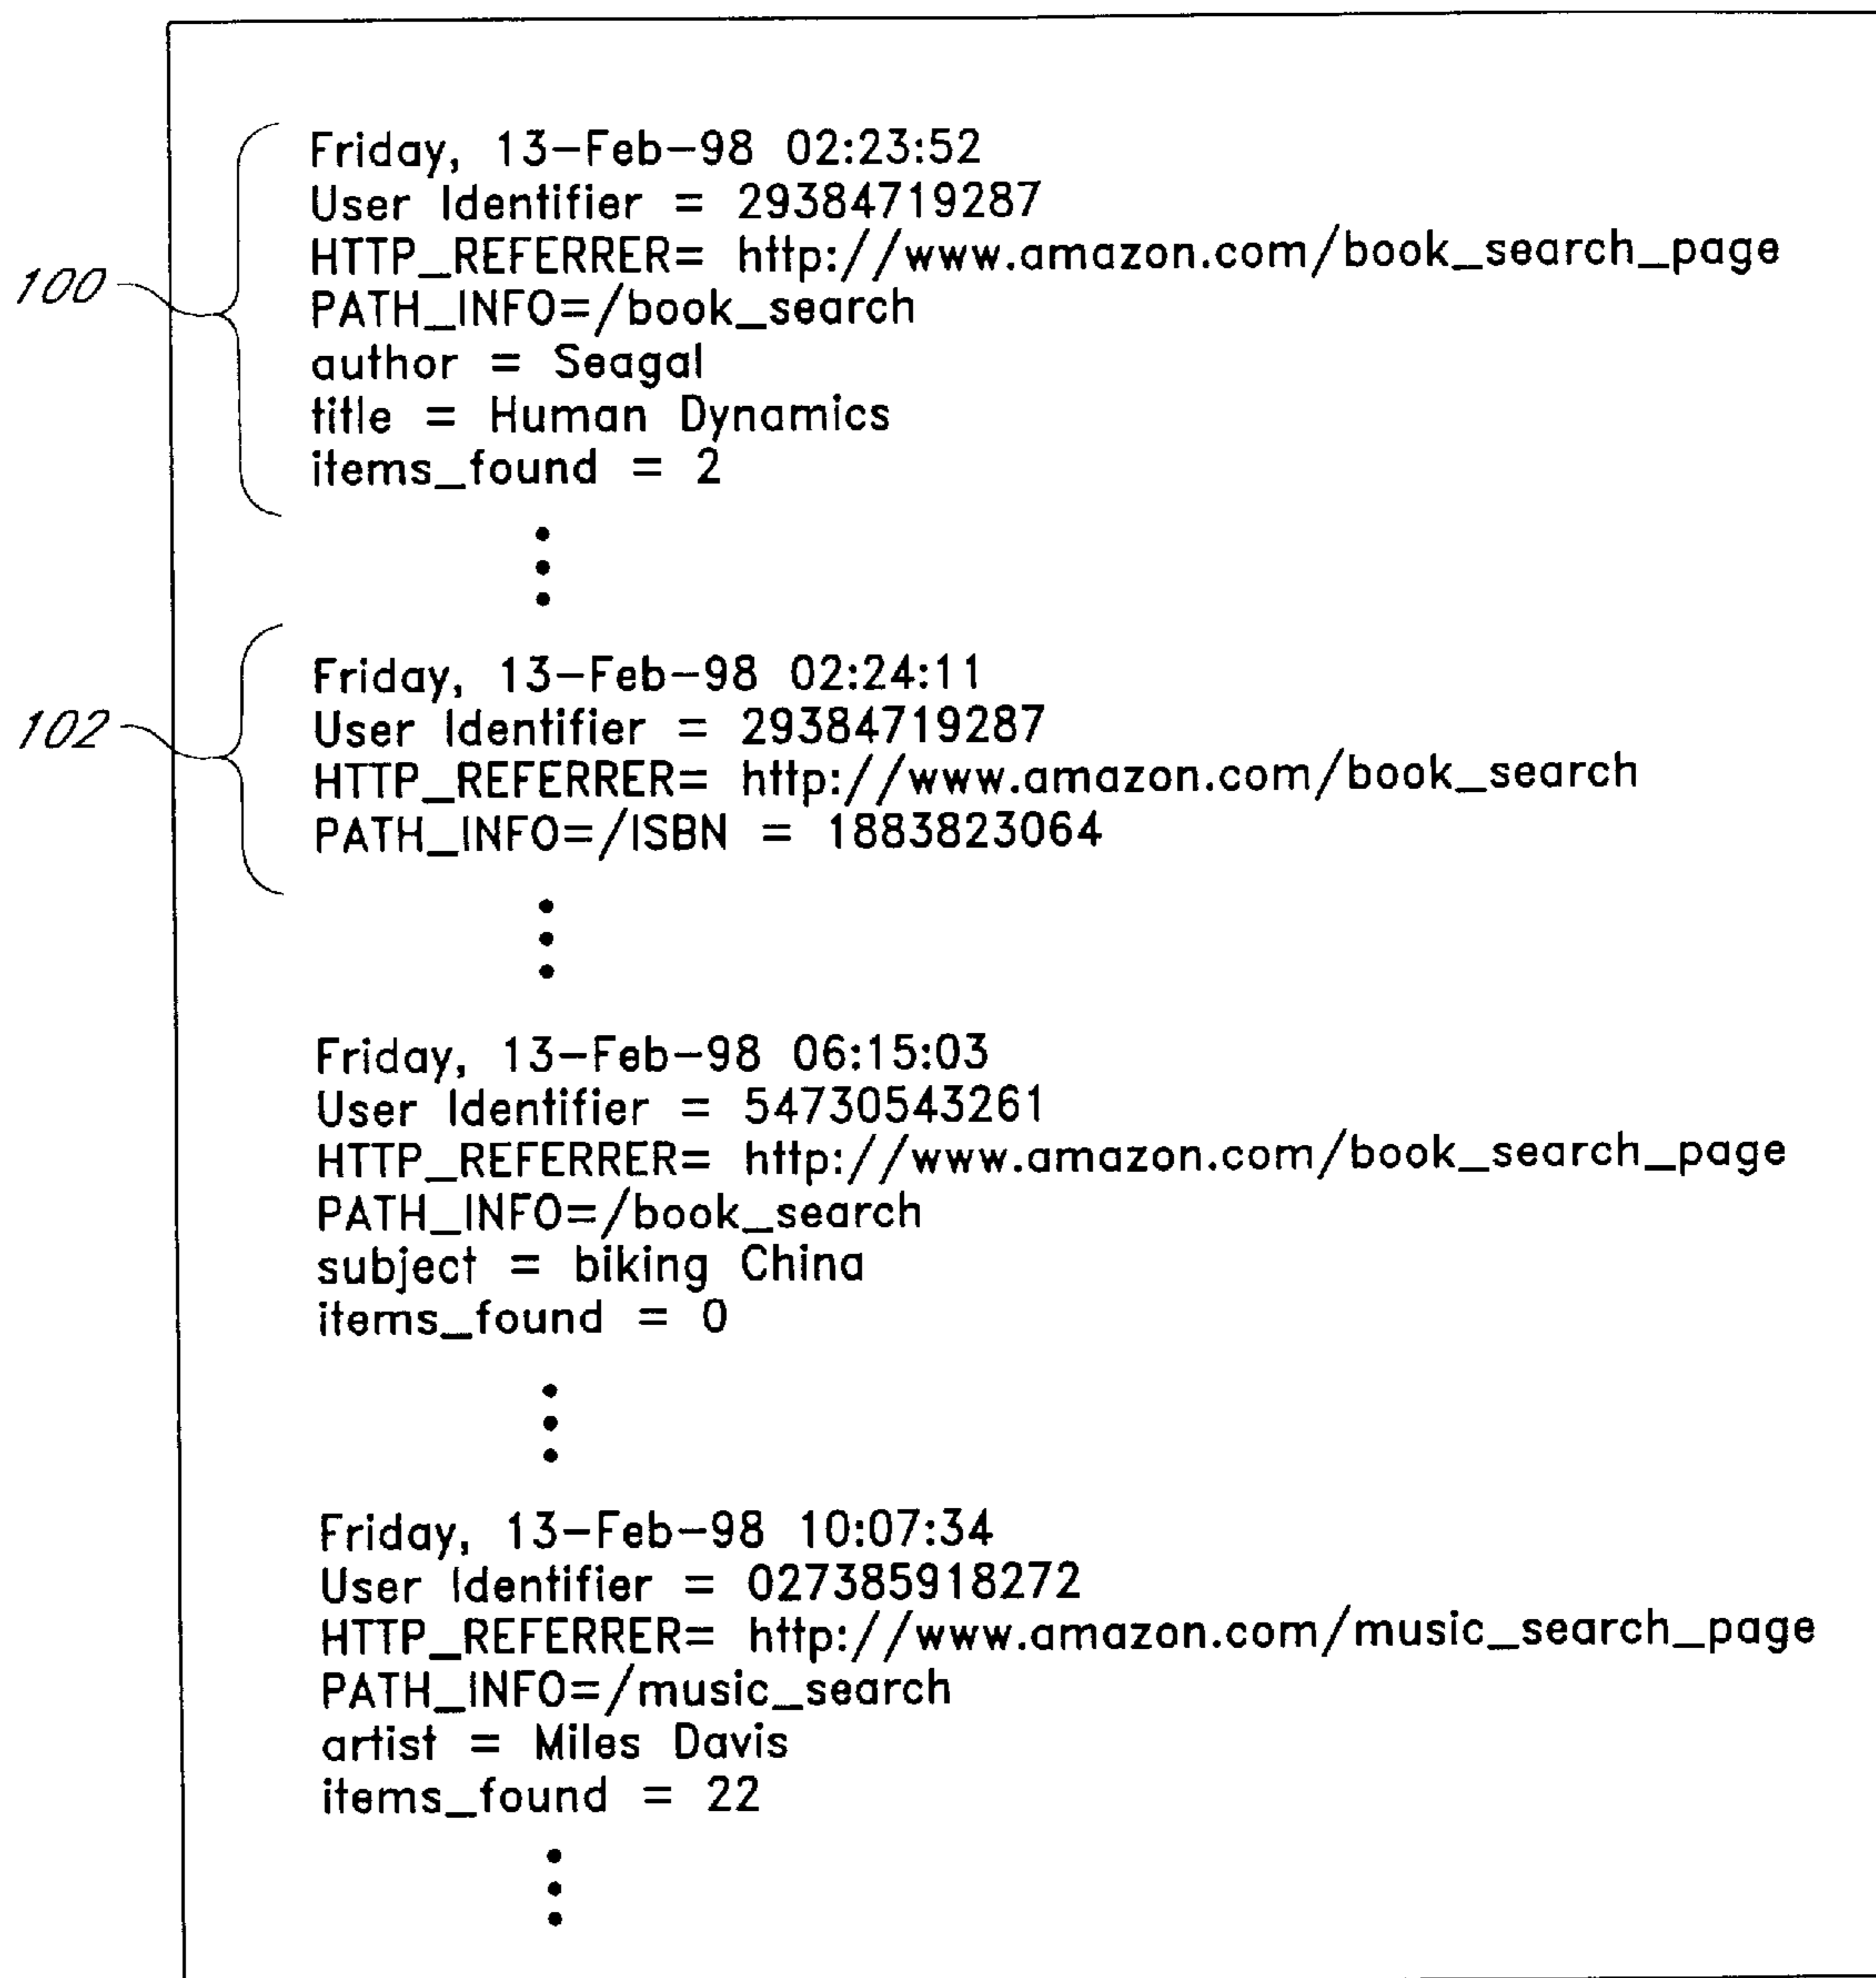 Friday, 13-Feb-98 02:23:52
User Identifier = 29384719287
HTTP_REFERRER= http://www.amazon.com/book_search_page
100
PATH_INFO=/book_search
author = Seagal
title = Human Dynamics
items_found = 2
Friday, 13-Feb-98 02:24:11
102
User Identifier = 29384719287
HTTP_REFERRER= http://www.amazon.com/book_search
PATH_INFO=/ISBN = 1883823064
Friday, 13-Feb-98 06:15:03
User Identifier = 54730543261
HTTP_REFERRER= http://www.amazon.com/book_search_page
PATH_INFO=/book_search
subject = biking China
items_found = 0
Friday, 13-Feb-98 10:07:34
User Identifier = 027385918272
HTTP_REFERRER= http://www.amazon.com/music_search_page
PATH_INFO=/music_search
artist = Miles Davis
items_found = 22